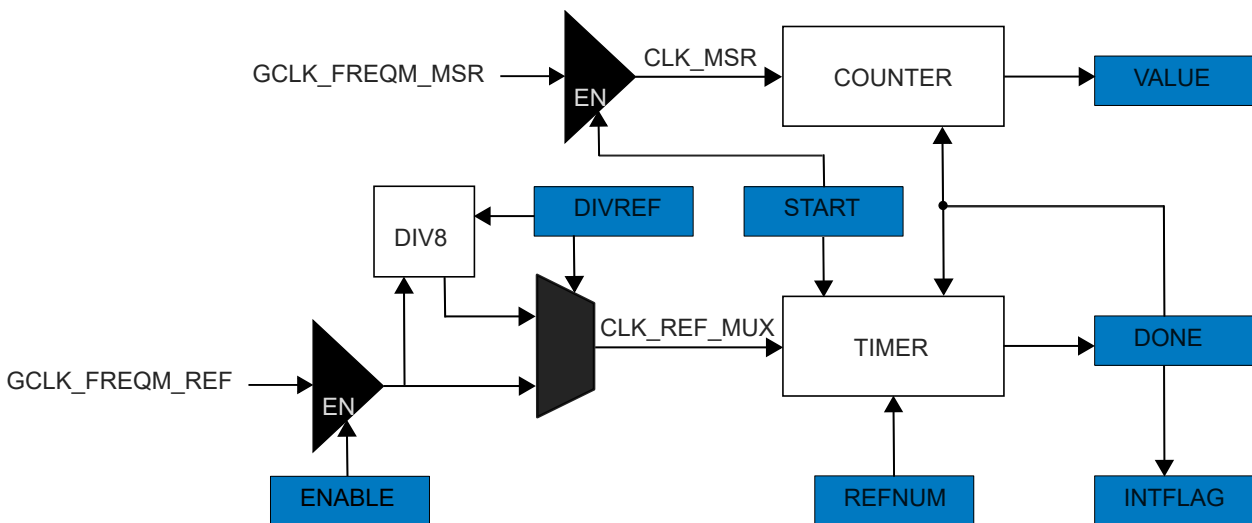 GCLK_FREQM_MSR
CLK_MSR
EN
COUNTER
VALUE
DIVREF
START
DIV8
CLK_REF_MUX
TIMER
DONE
GCLK_FREQM_REF
EN
ENABLE
REFNUM
INTFLAG